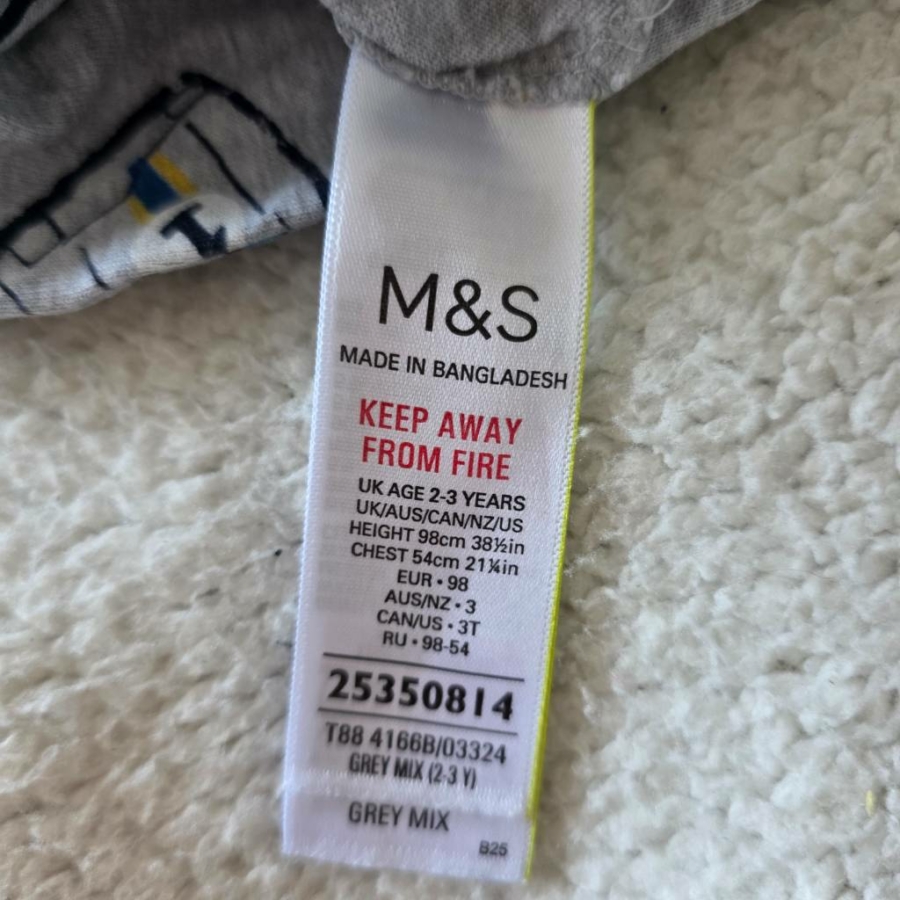 M&S
MADE IN BANGLADESH
KEEP AWAY
FROM FIRE
UK AGE 2-3 YEARS
UK/AUS/CAN/NZ/US
HEIGHT 98cm 38½in
CHEST 54cm 21¼in
EUR • 98
AUS/NZ • 3
CAN/US • 3T
RU • 98-54
25350814
T88 4166B/03324
GREY MIX (2-3 Y)
GREY MIX
B25